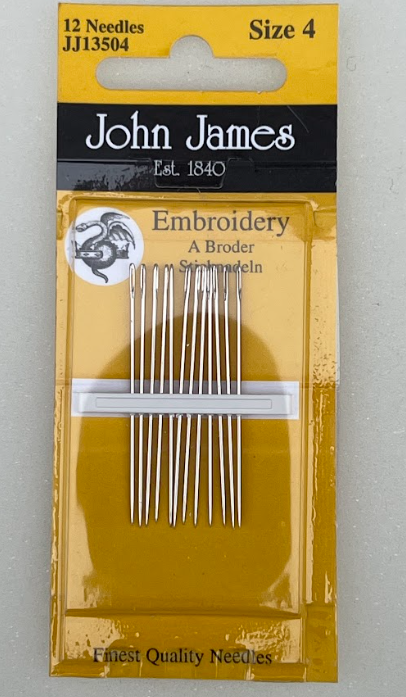 12 Needles
Size 4
JJ13504
John James
Est. 1840
Embroidery
A Broder
Sticknadeln
Finest Quality Needles